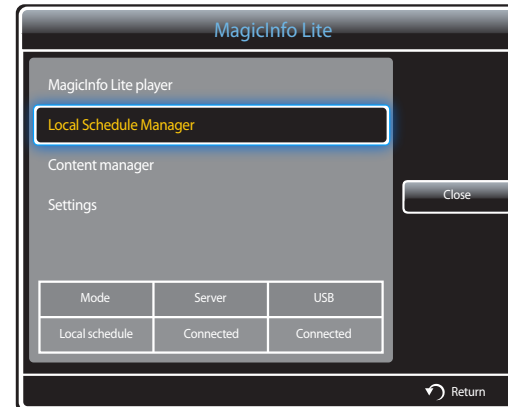 MagicInfo Lite
MagicInfo Lite player
Local Schedule Manager
Content manager
Settings
Close
Mode Server USB
Local schedule Connected Connected
Return